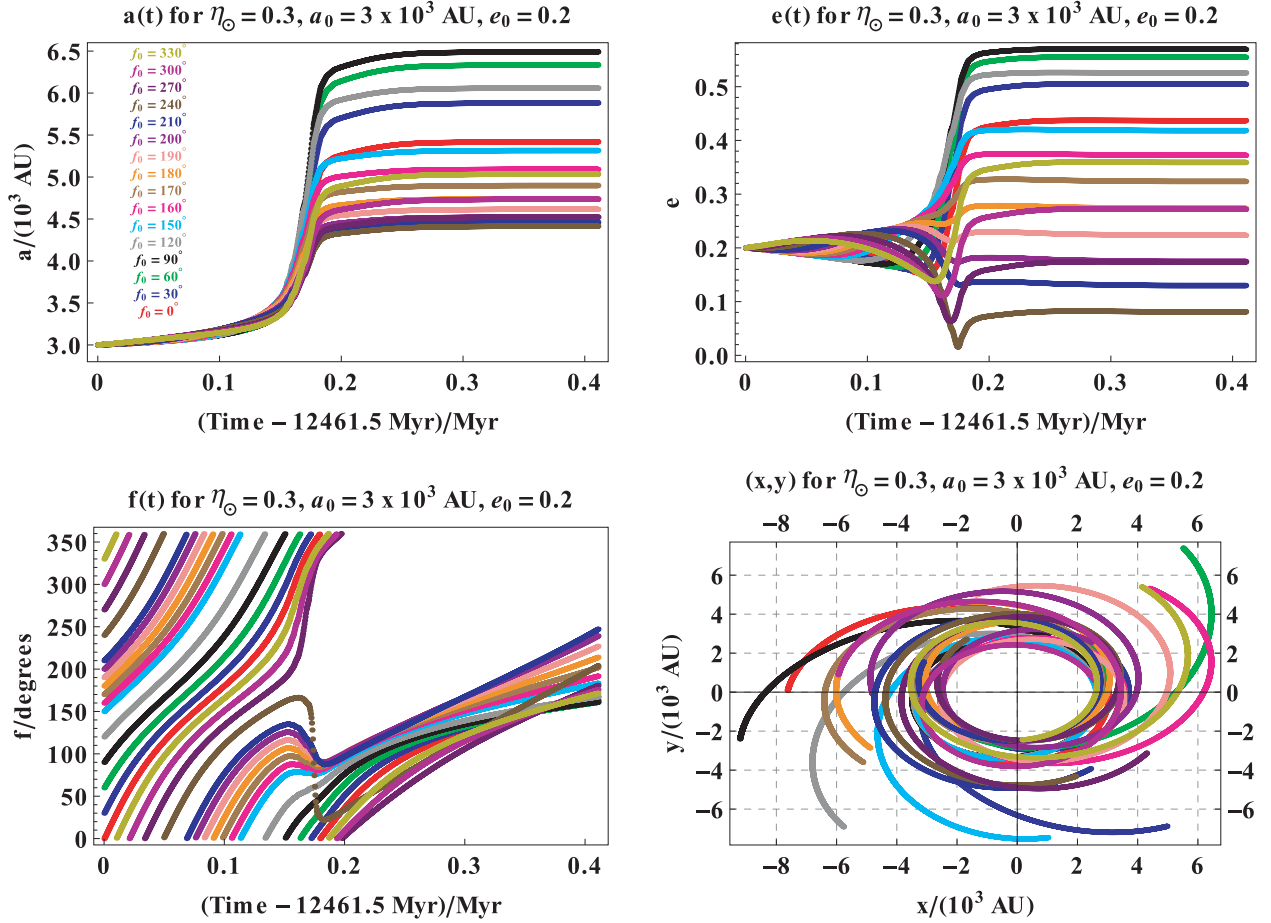 a(t) for η⊙ = 0.3, a₀ = 3 x 10³ AU, e₀ = 0.2
a/(10³ AU)
6.5
6.0
5.5
5.0
4.5
4.0
3.5
3.0
f₀ = 330°
f₀ = 300°
f₀ = 270°
f₀ = 240°
f₀ = 210°
f₀ = 200°
f₀ = 190°
f₀ = 180°
f₀ = 170°
f₀ = 160°
f₀ = 150°
f₀ = 120°
f₀ = 90°
f₀ = 60°
f₀ = 30°
f₀ = 0°
0 0.1 0.2 0.3 0.4
(Time − 12461.5 Myr)/Myr
e(t) for η⊙ = 0.3, a₀ = 3 x 10³ AU, e₀ = 0.2
e
0.5
0.4
0.3
0.2
0.1
0.0
0 0.1 0.2 0.3 0.4
(Time − 12461.5 Myr)/Myr
f(t) for η⊙ = 0.3, a₀ = 3 x 10³ AU, e₀ = 0.2
f/degrees
350
300
250
200
150
100
50
0
0 0.1 0.2 0.3 0.4
(Time − 12461.5 Myr)/Myr
(x,y) for η⊙ = 0.3, a₀ = 3 x 10³ AU, e₀ = 0.2
−8 −6 −4 −2 0 2 4 6
y/(10³ AU)
6 6
4 4
2 2
0 0
−2 −2
−4 −4
−6 −6
−8 −6 −4 −2 0 2 4 6
x/(10³ AU)